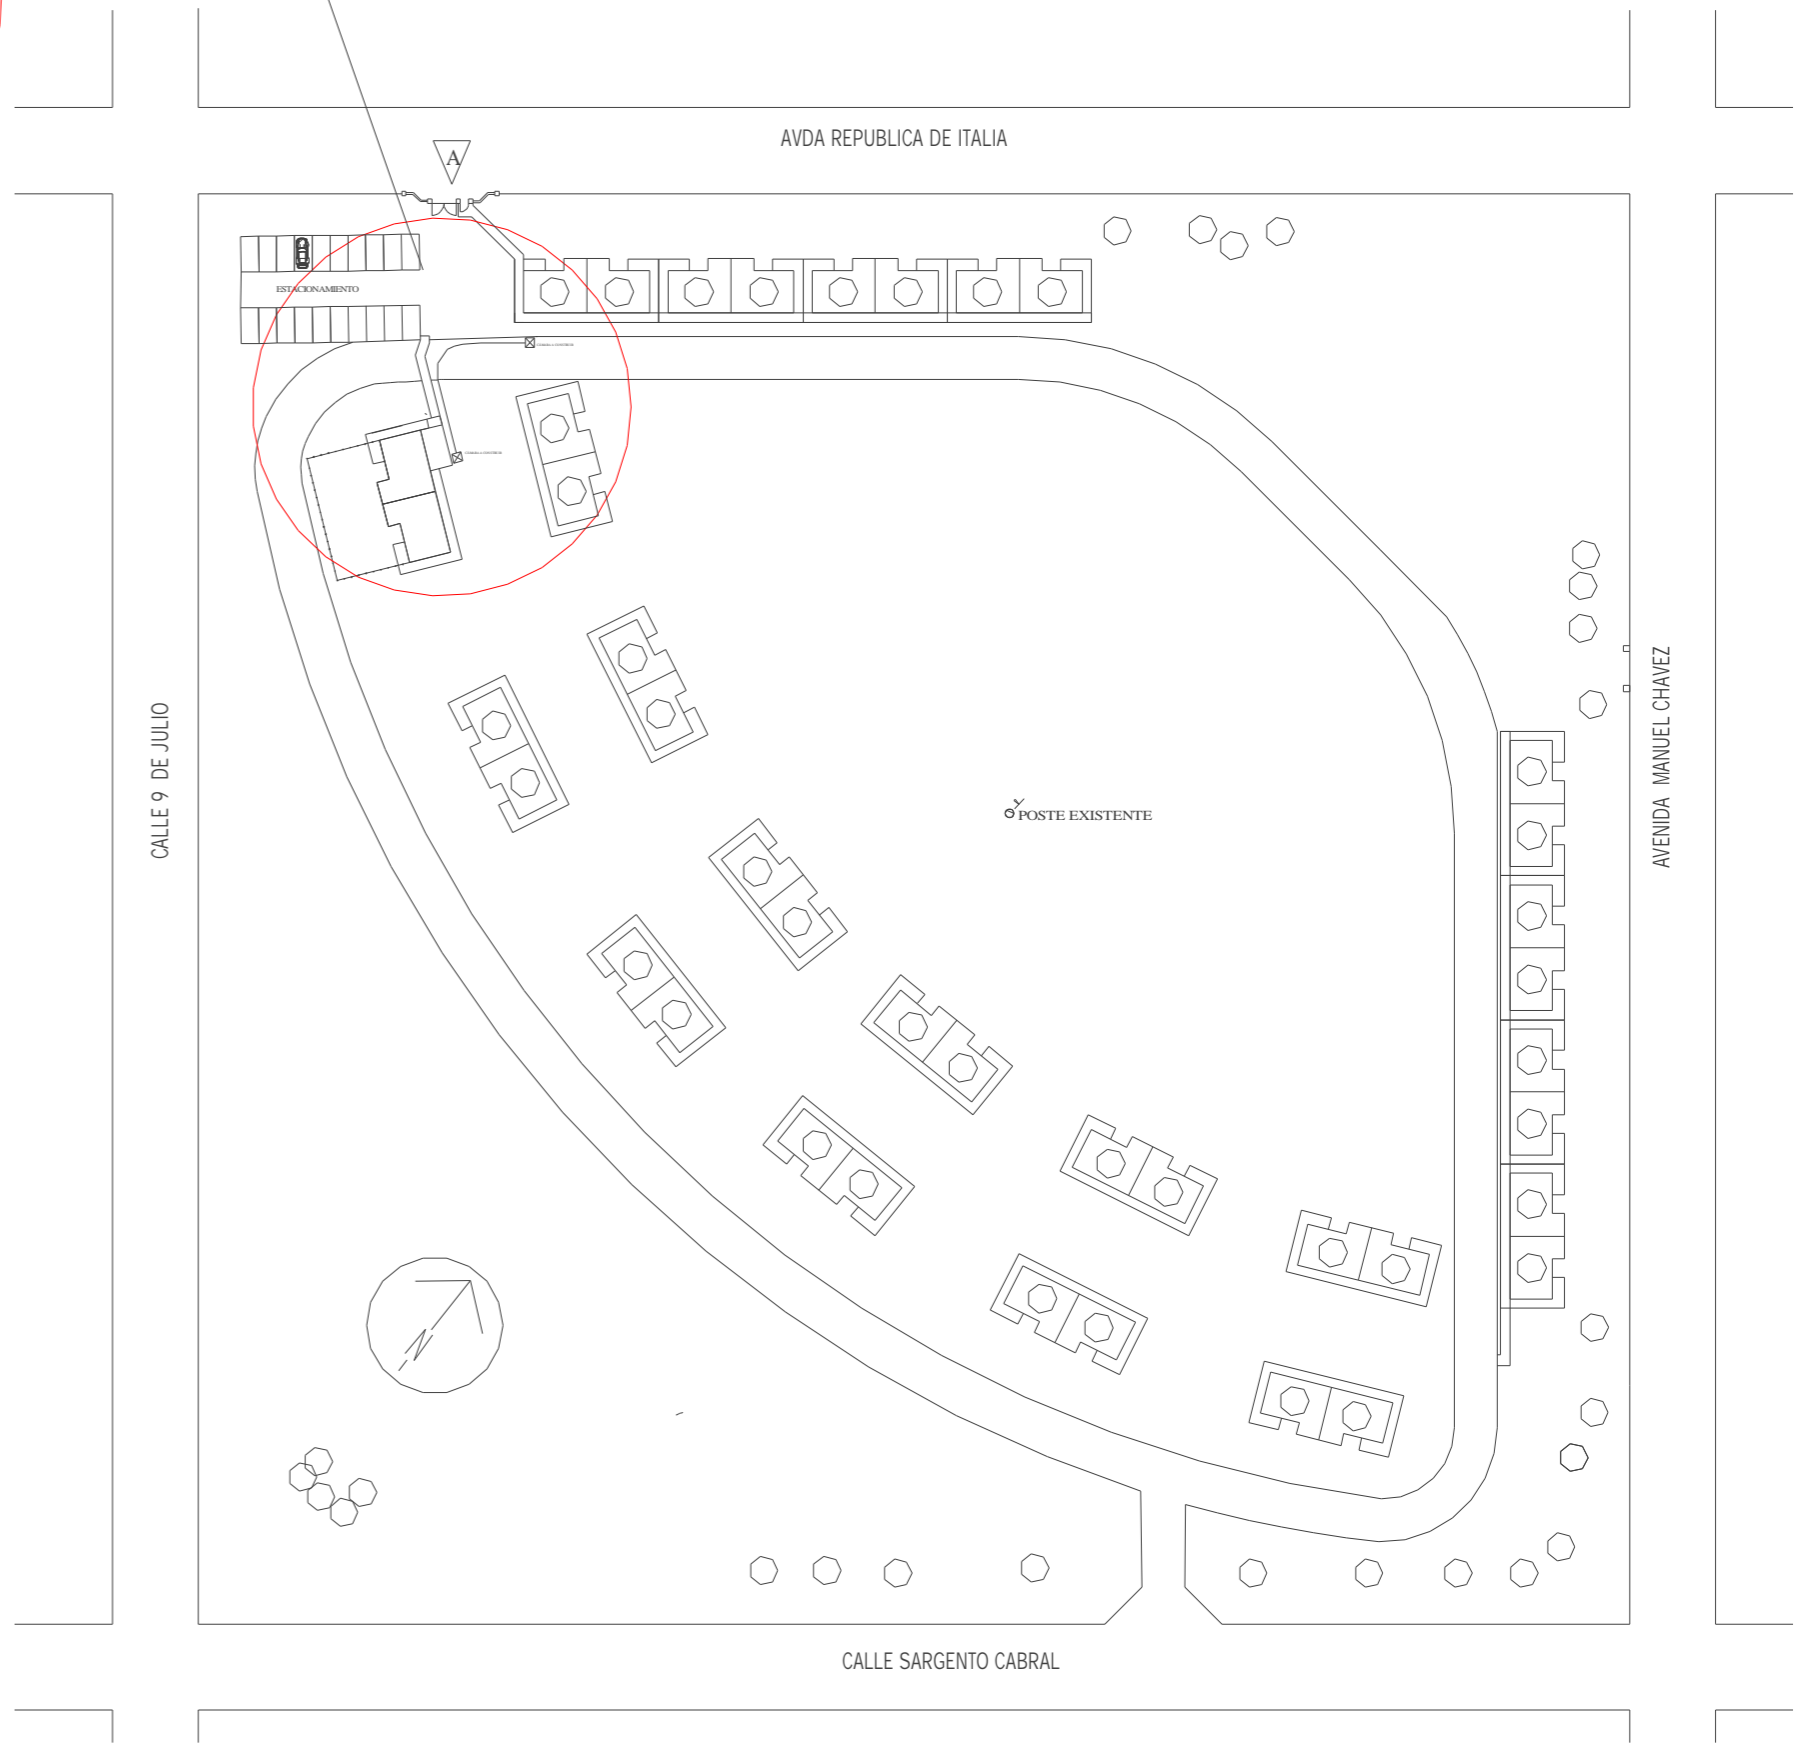 AVDA REPUBLICA DE ITALIA
A
ESTACIONAMIENTO
CALLE 9 DE JULIO
POSTE EXISTENTE
AVENIDA MANUEL CHAVEZ
N
CALLE SARGENTO CABRAL